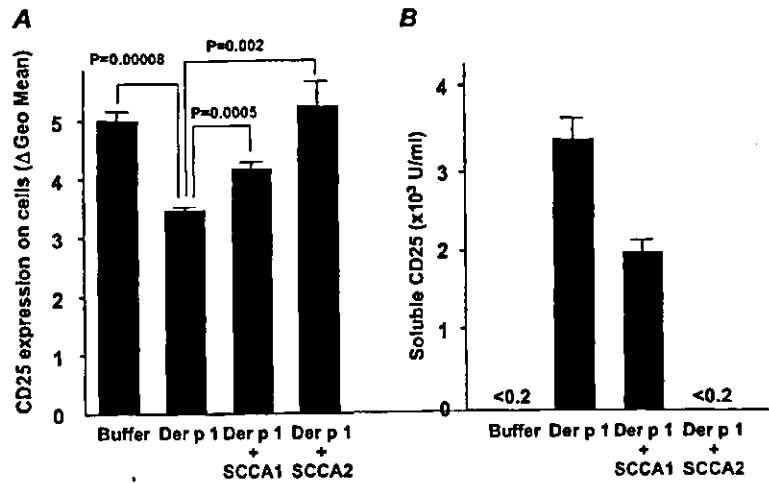 A
P=0.002
P=0.00008
P=0.0005
CD25 expression on cells (ΔGeo Mean)
5
4
3
2
1
0
Buffer Der p 1 Der p 1 Der p 1
+ +
SCCA1 SCCA2
B
Soluble CD25 (x10³ U/ml)
4
3
2
1
0
<0.2 <0.2
Buffer Der p 1 Der p 1 Der p 1
+ +
SCCA1 SCCA2